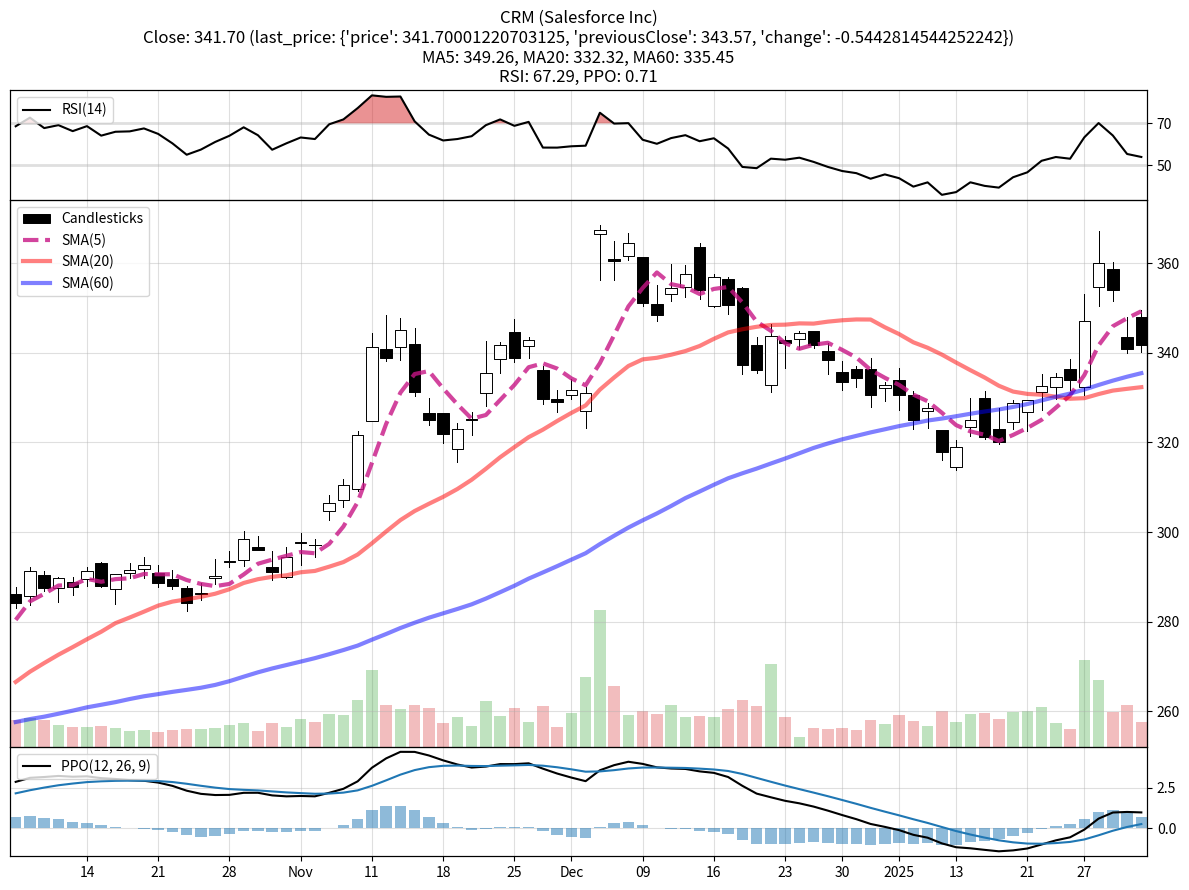 CRM (Salesforce Inc)
Close: 341.70 (last_price: {'price': 341.70001220703125, 'previousClose': 343.57, 'change': -0.5442814544252242})
MA5: 349.26, MA20: 332.32, MA60: 335.45
RSI: 67.29, PPO: 0.71
RSI(14)
70
50
Candlesticks
SMA(5)
SMA(20)
SMA(60)
360
340
320
300
280
260
PPO(12, 26, 9)
2.5
0.0
14 21 28 Nov 11 18 25 Dec 09 16 23 30 2025 13 21 27